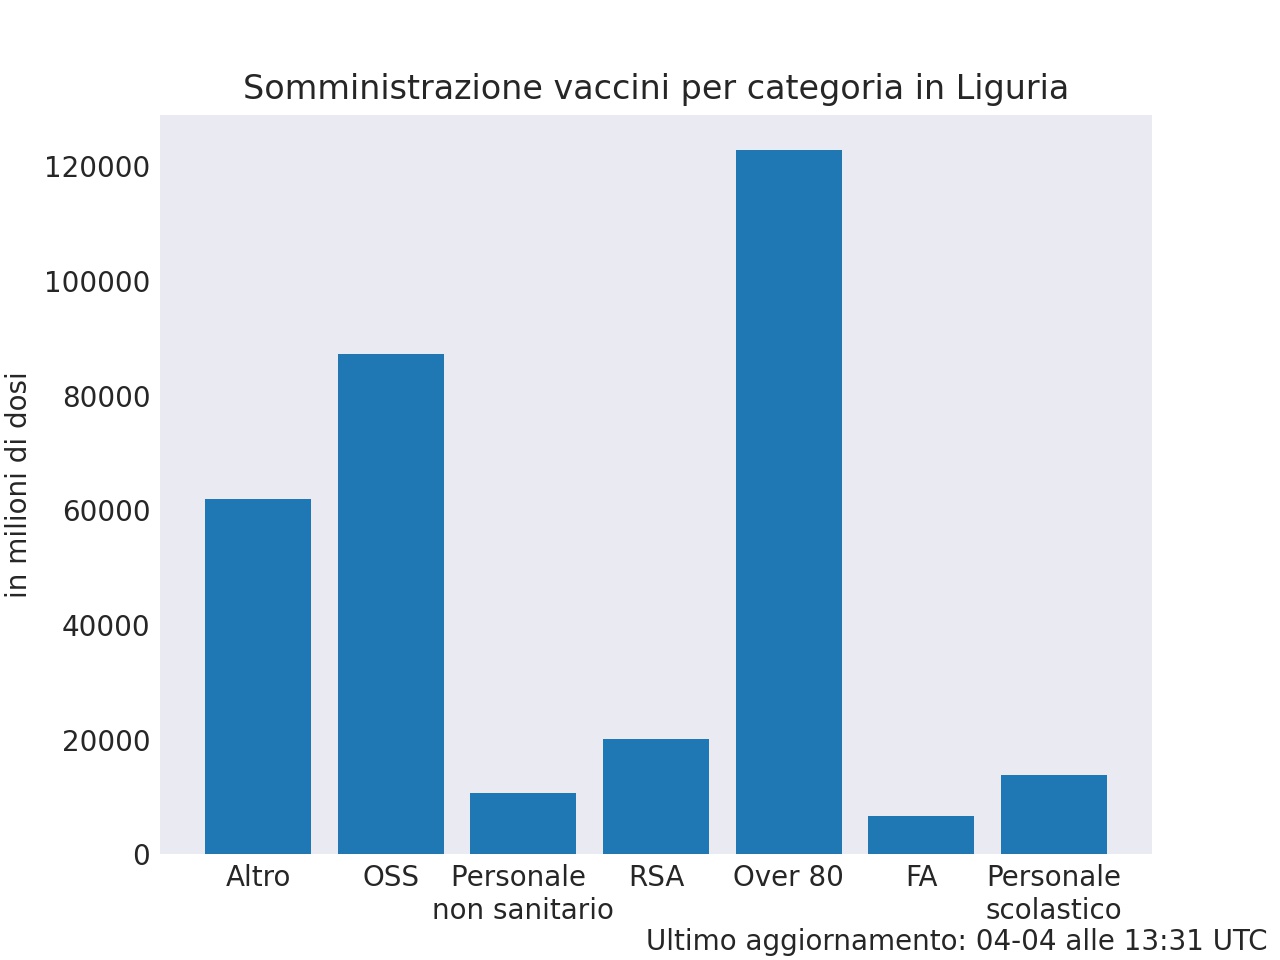 Somministrazione vaccini per categoria in Liguria
in milioni di dosi
120000
100000
80000
60000
40000
20000
0
Altro OSS Personale RSA Over 80 FA Personale
non sanitario scolastico
Ultimo aggiornamento: 04-04 alle 13:31 UTC